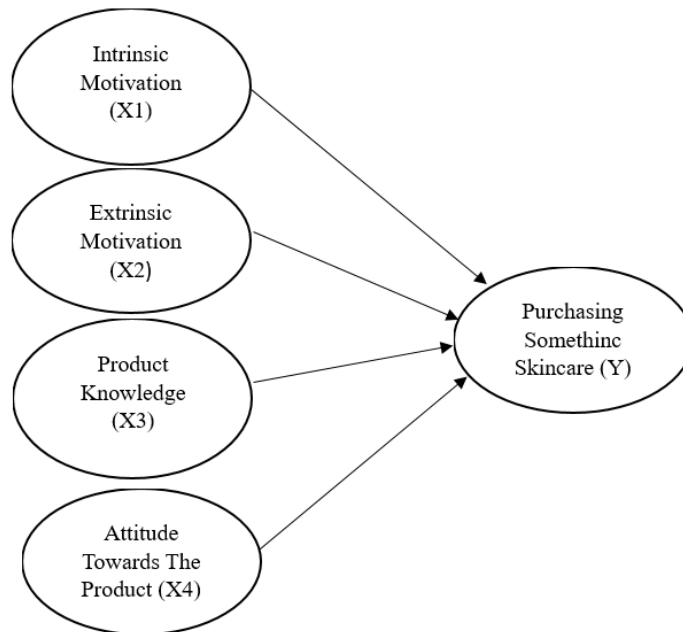 Intrinsic
Motivation
(X1)
Extrinsic
Motivation
(X2)
Product
Knowledge
(X3)
Attitude
Towards The
Product (X4)
Purchasing
Somethinc
Skincare (Y)